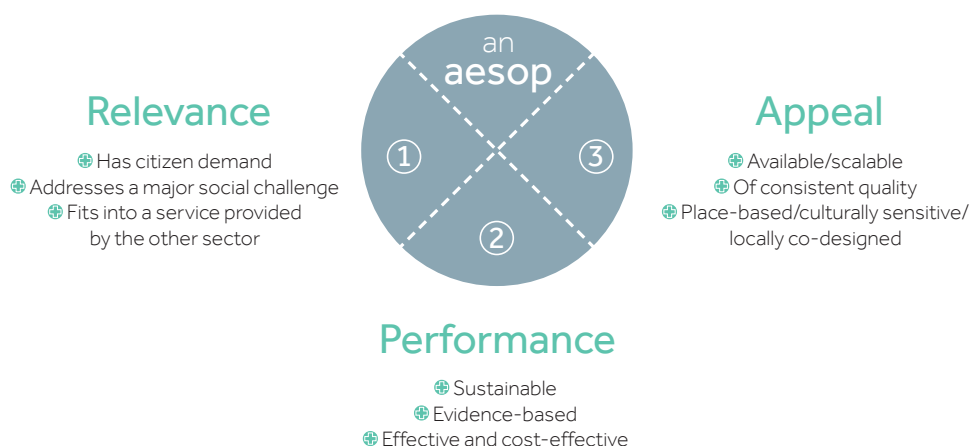 an
aesop
Relevance
Has citizen demand
Addresses a major social challenge
Fits into a service provided
by the other sector
1
3
2
Appeal
Available/scalable
Of consistent quality
Place-based/culturally sensitive/
locally co-designed
Performance
Sustainable
Evidence-based
Effective and cost-effective